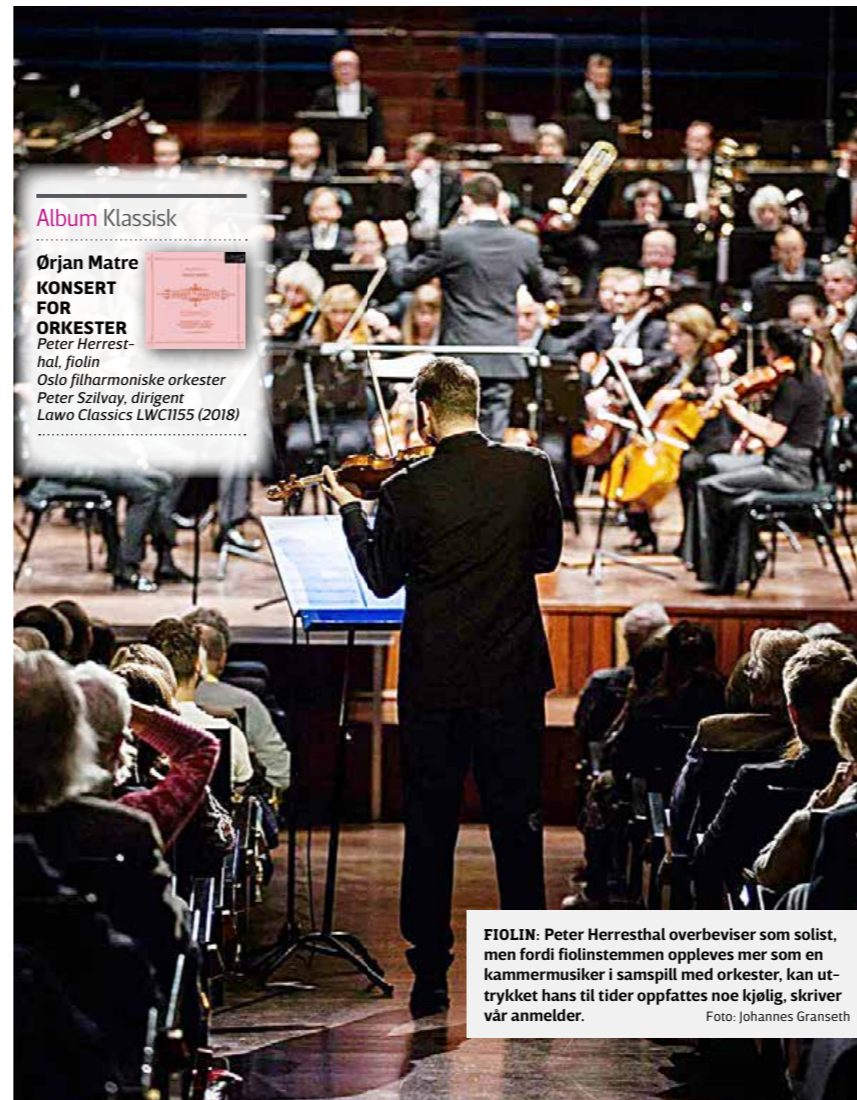 Album Klassisk
Ørjan Matre
KONSERT
FOR
ORKESTER
Peter Herrest-
hal, fiolin
Oslo filharmoniske orkester
Peter Szilvay, dirigent
Lawo Classics LWC1155 (2018)
FIOLIN: Peter Herresthal overbeviser som solist,
men fordi fiolinstemmen oppleves mer som en
kammermusiker i samspill med orkester, kan ut-
trykket hans til tider oppfattes noe kjølig, skriver
vår anmelder. Foto: Johannes Granseth